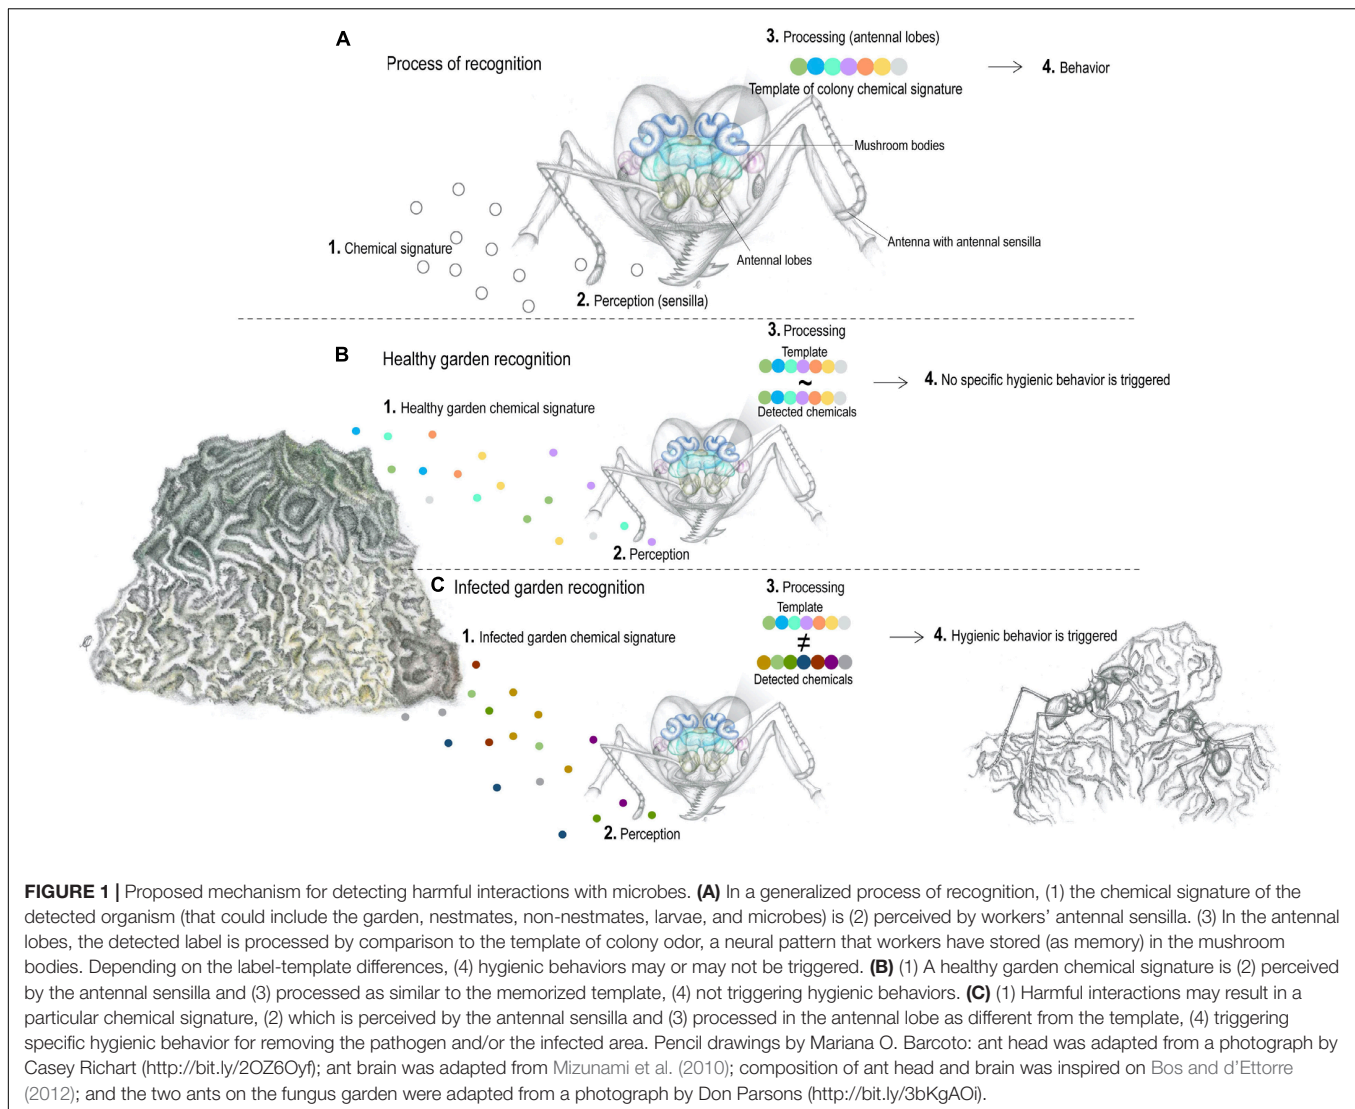 A
Process of recognition
3. Processing (antennal lobes)
Template of colony chemical signature
4. Behavior
Mushroom bodies
1. Chemical signature
Antenna with antennal sensilla
Antennal lobes
2. Perception (sensilla)
B
Healthy garden recognition
3. Processing
Template
~
Detected chemicals
4. No specific hygienic behavior is triggered
1. Healthy garden chemical signature
2. Perception
C
Infected garden recognition
3. Processing
Template
≠
Detected chemicals
4. Hygienic behavior is triggered
1. Infected garden chemical signature
2. Perception
FIGURE 1 | Proposed mechanism for detecting harmful interactions with microbes. (A) In a generalized process of recognition, (1) the chemical signature of the
detected organism (that could include the garden, nestmates, non-nestmates, larvae, and microbes) is (2) perceived by workers' antennal sensilla. (3) In the antennal
lobes, the detected label is processed by comparison to the template of colony odor, a neural pattern that workers have stored (as memory) in the mushroom
bodies. Depending on the label-template differences, (4) hygienic behaviors may or may not be triggered. (B) (1) A healthy garden chemical signature is (2) perceived
by the antennal sensilla and (3) processed as similar to the memorized template, (4) not triggering hygienic behaviors. (C) (1) Harmful interactions may result in a
particular chemical signature, (2) which is perceived by the antennal sensilla and (3) processed in the antennal lobe as different from the template, (4) triggering
specific hygienic behavior for removing the pathogen and/or the infected area. Pencil drawings by Mariana O. Barcoto: ant head was adapted from a photograph by
Casey Richart (http://bit.ly/2OZ6Oyf); ant brain was adapted from Mizunami et al. (2010); composition of ant head and brain was inspired on Bos and d'Ettorre
(2012); and the two ants on the fungus garden were adapted from a photograph by Don Parsons (http://bit.ly/3bKgAOi).